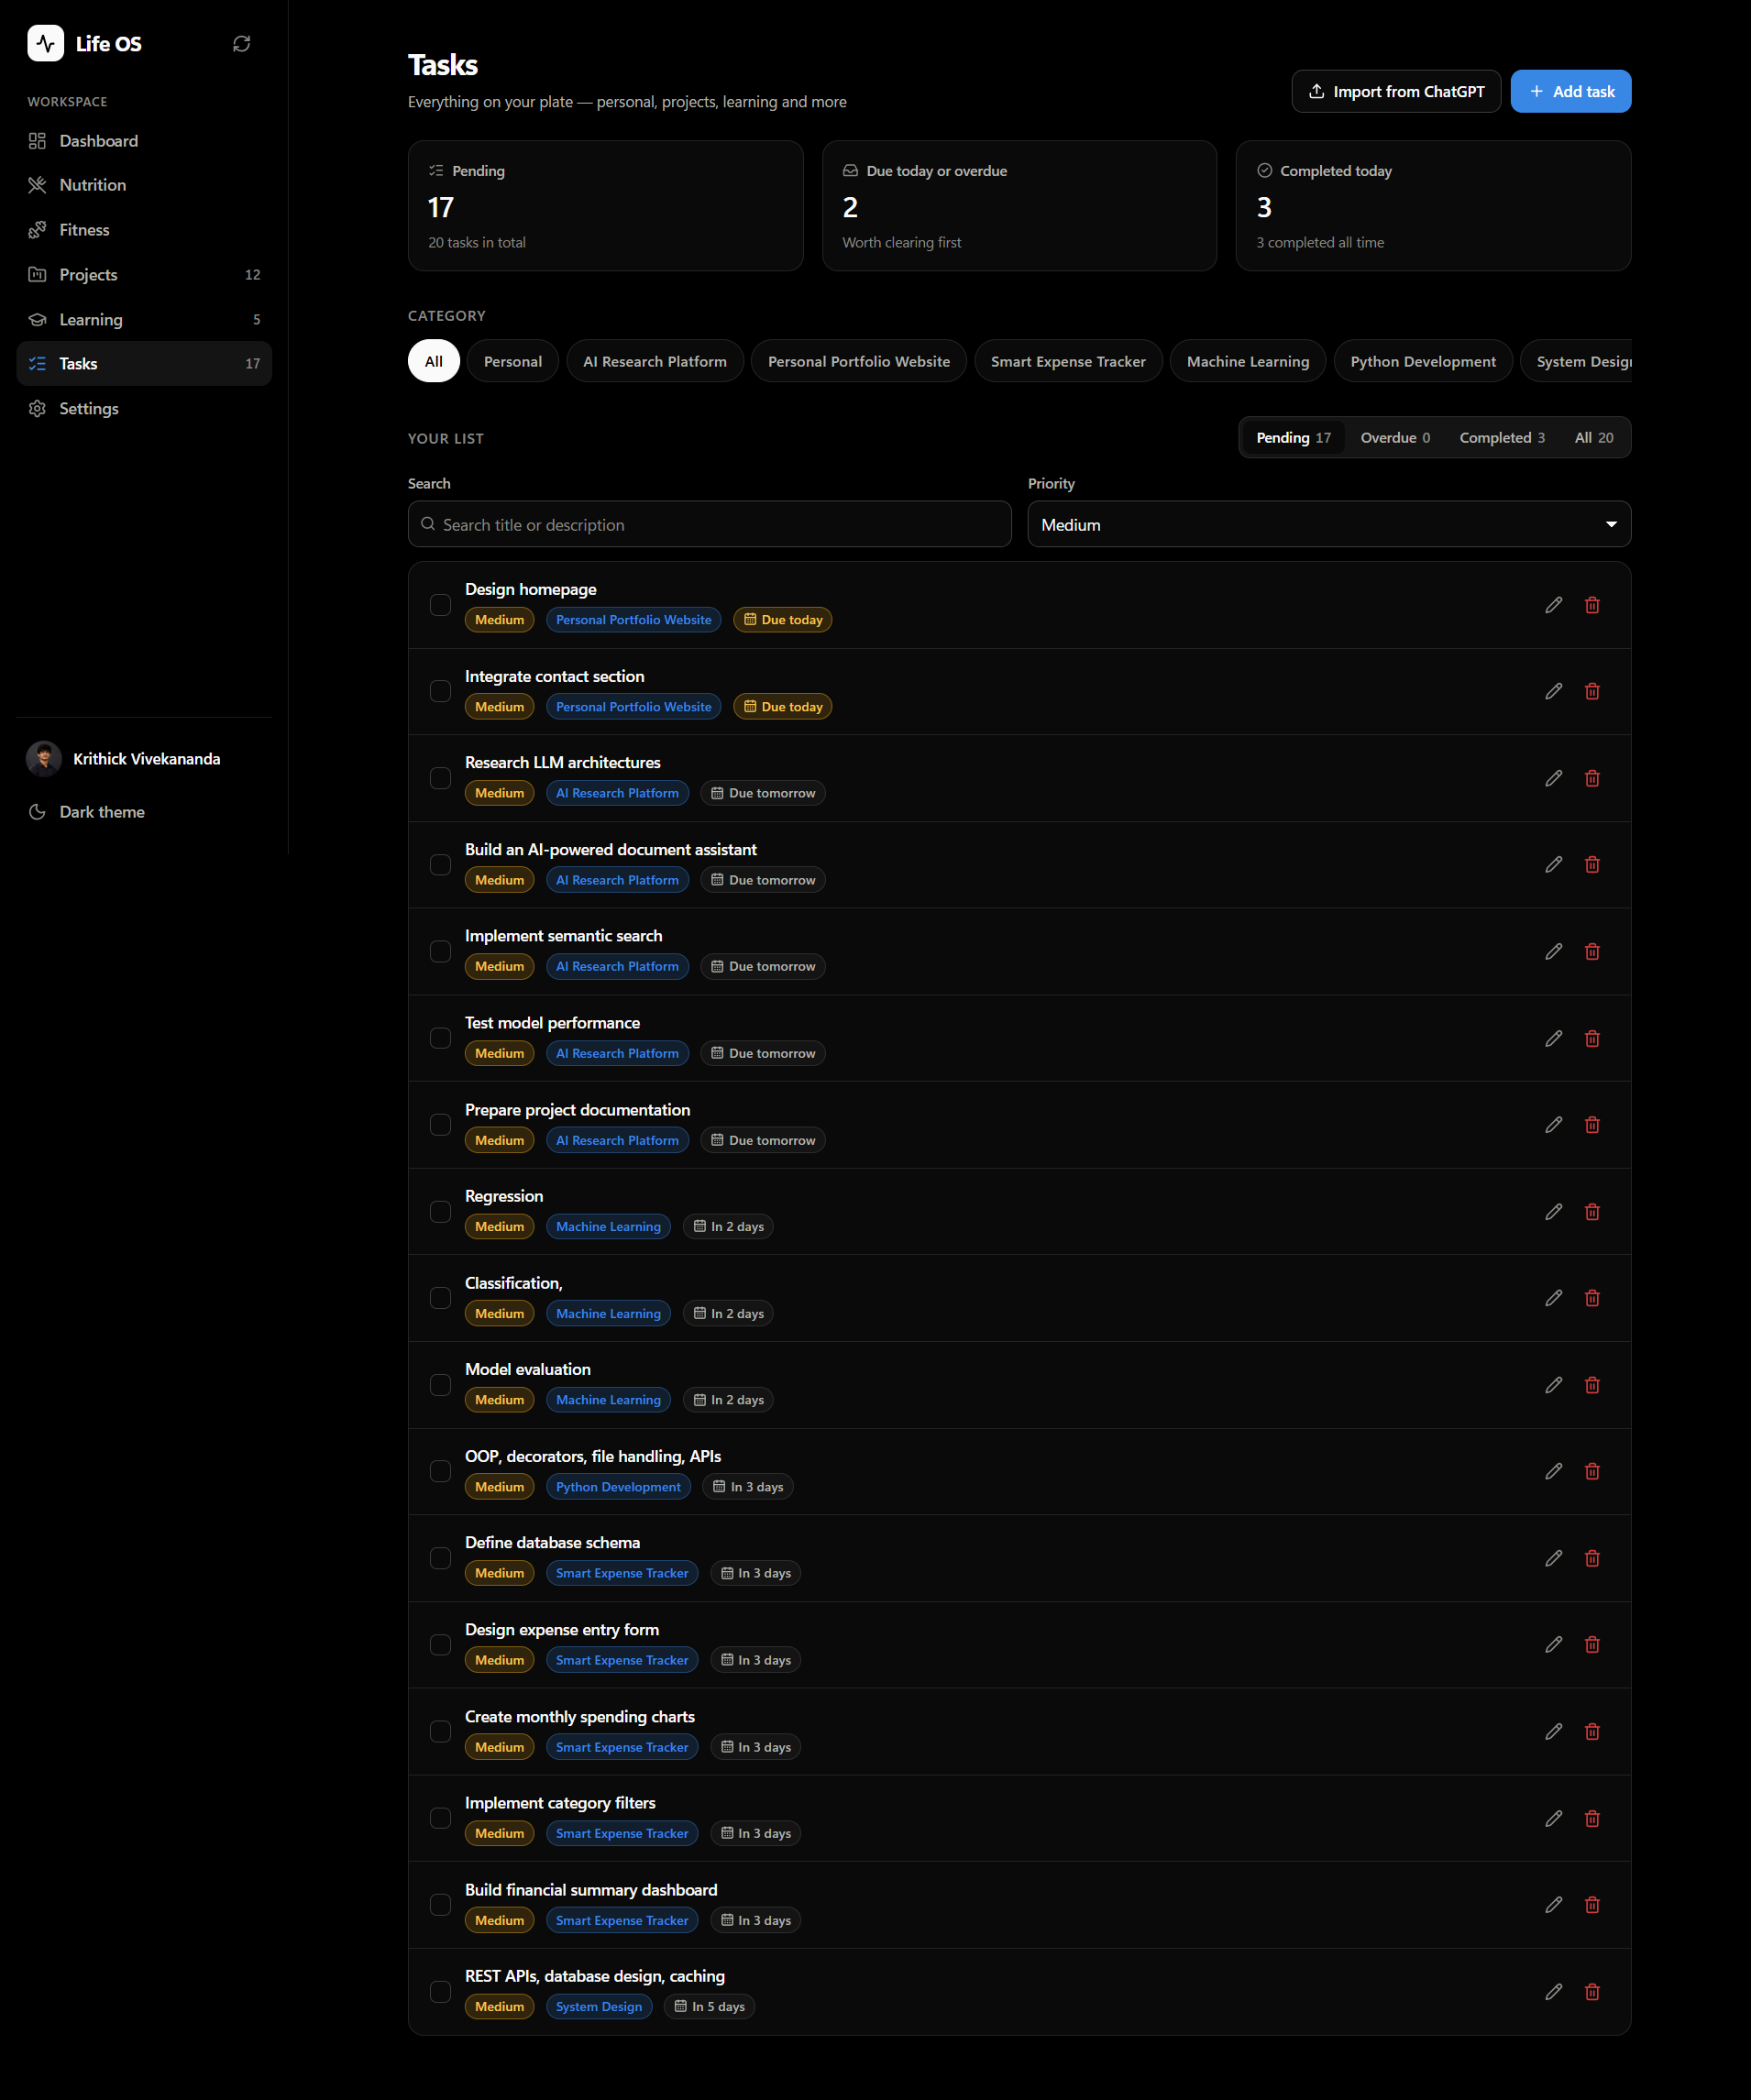 Life OS
WORKSPACE
Dashboard
Nutrition
Fitness
Projects 12
Learning 5
Tasks 17
Settings
Krithick Vivekananda
Dark theme
Tasks
Everything on your plate — personal, projects, learning and more
Import from ChatGPT
Add task
Pending
17
20 tasks in total
Due today or overdue
2
Worth clearing first
Completed today
3
3 completed all time
CATEGORY
All Personal AI Research Platform Personal Portfolio Website Smart Expense Tracker Machine Learning Python Development System Desig
YOUR LIST
Pending 17 Overdue 0 Completed 3 All 20
Search
Search title or description
Priority
Medium
Design homepage
Medium Personal Portfolio Website Due today
Integrate contact section
Medium Personal Portfolio Website Due today
Research LLM architectures
Medium AI Research Platform Due tomorrow
Build an AI-powered document assistant
Medium AI Research Platform Due tomorrow
Implement semantic search
Medium AI Research Platform Due tomorrow
Test model performance
Medium AI Research Platform Due tomorrow
Prepare project documentation
Medium AI Research Platform Due tomorrow
Regression
Medium Machine Learning In 2 days
Classification,
Medium Machine Learning In 2 days
Model evaluation
Medium Machine Learning In 2 days
OOP, decorators, file handling, APIs
Medium Python Development In 3 days
Define database schema
Medium Smart Expense Tracker In 3 days
Design expense entry form
Medium Smart Expense Tracker In 3 days
Create monthly spending charts
Medium Smart Expense Tracker In 3 days
Implement category filters
Medium Smart Expense Tracker In 3 days
Build financial summary dashboard
Medium Smart Expense Tracker In 3 days
REST APIs, database design, caching
Medium System Design In 5 days